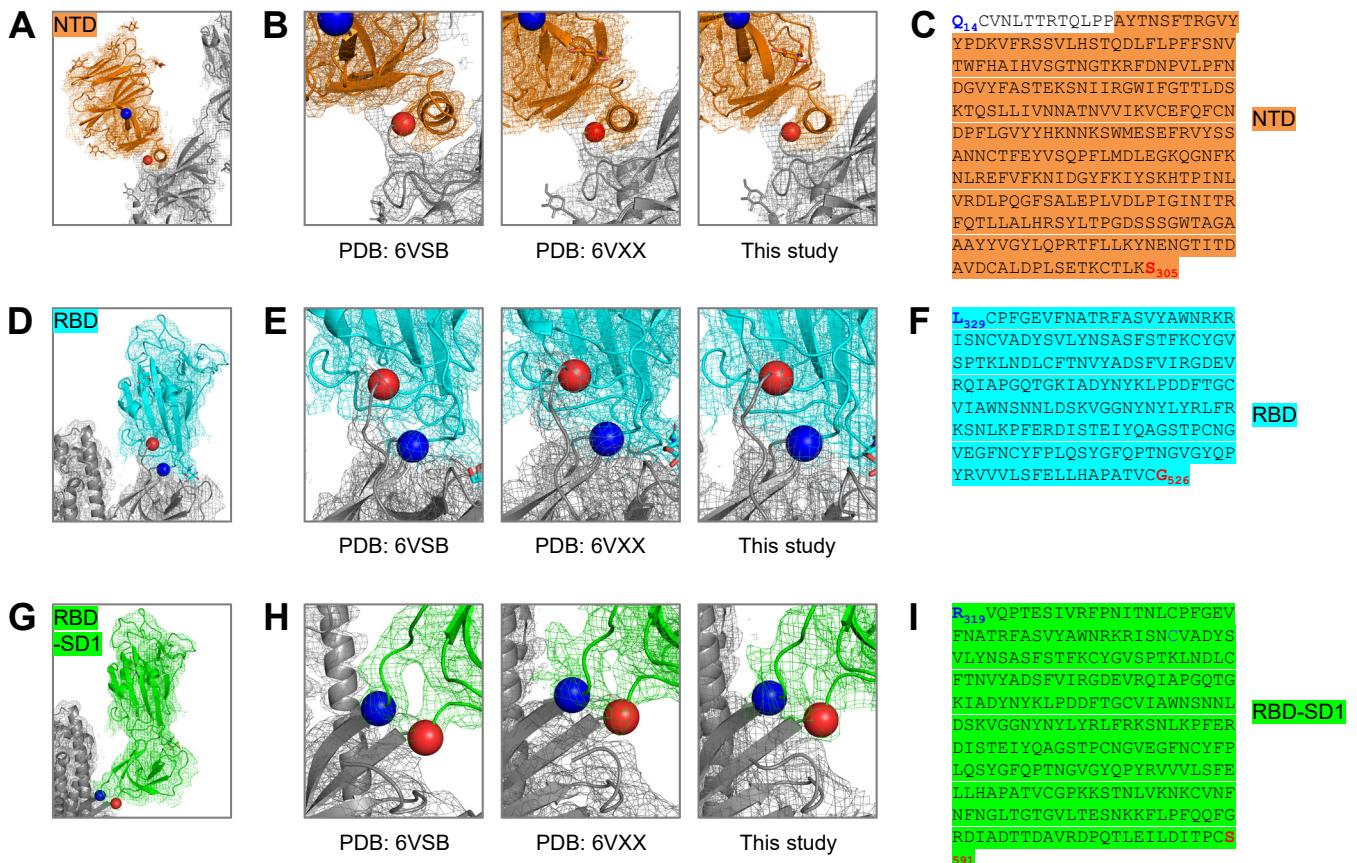 A
NTD
B
PDB: 6VSB
PDB: 6VXX
This study
C
Q14CVNLTTRTQLPPAYTNSFTRGVY
YPDKVFRSSVLHSTQDLFLPFFSNV
TWFHAIHVSGTNGTKRFDNPVLPFN
DGVYFASTEKSNIIRGWIFGTTLDS
KTQSLLIVNNATNVVIKVCEFQFCN
DPFLGVYYHKNNKSWMESEFRVYSS
ANNCTFEYVSQPFLMDLEGKQGNFK
NLREFVFKNIDGYFKIYSKHTPINL
VRDLPQGFSALEPLVDLPIGINITR
FQTLLALHRSYLTPGDSSSGWTAGA
AAYYVGYLQPRTFLLKYNENGTITD
AVDCALDPLSETKCTLKS305
NTD
D
RBD
E
PDB: 6VSB
PDB: 6VXX
This study
F
L329CPFGEVFNATRFASVYAWNRKR
ISNCVADYSVLYNSASFSTFKCYGV
SPTKLNDLCFTNVYADSFVIRGDEV
RQIAPGQTGKIADYNYKLPDDFTGC
VIAWNSNNLDSKVGGNYNYLYRLFR
KSNLKPFERDISTEIYQAGSTPCNG
VEGFNCYFPLQSYGFQPTNGVGYQP
YRVVVLSFELLHAPATVCG526
RBD
G
RBD
-SD1
H
PDB: 6VSB
PDB: 6VXX
This study
I
R319VQPTESIVRFPNITNLCPFGEV
FNATRFASVYAWNRKRISNCVADYS
VLYNSASFSTFKCYGVSPTKLNDLC
FTNVYADSFVIRGDEVRQIAPGQTG
KIADYNYKLPDDFTGCVIAWNSNNL
DSKVGGNYNYLYRLFRKSNLKPFER
DISTEIYQAGSTPCNGVEGFNCYFP
LQSYGFQPTNGVGYQPYRVVVLSFE
LLHAPATVCGPKKSTNLVKNKCVNF
NFNGLTGTGVLTESNKKFLPFQQFG
RDIADTTDAVRDPQTLEILDITPCS
591
RBD-SD1